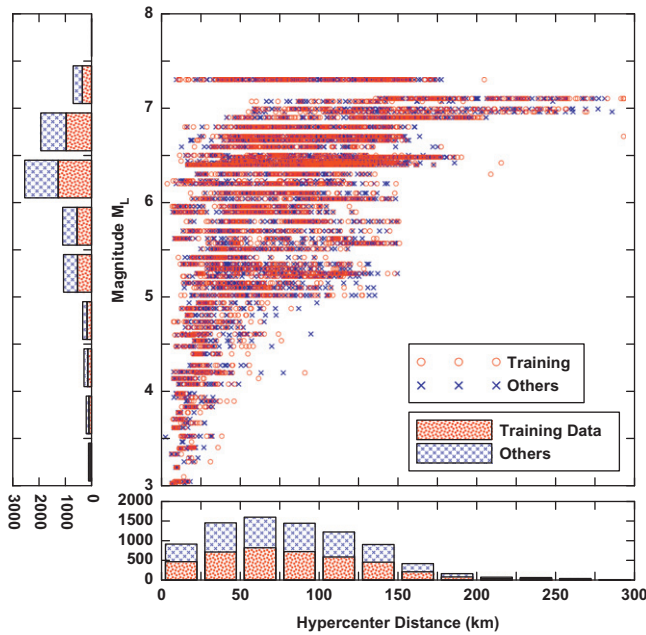 8
7
6
5
4
3
Magnitude M_L
Training
Others
Training Data
Others
3000
2000
1000
0
2000
1500
1000
500
0
0 50 100 150 200 250 300
Hypercenter Distance (km)